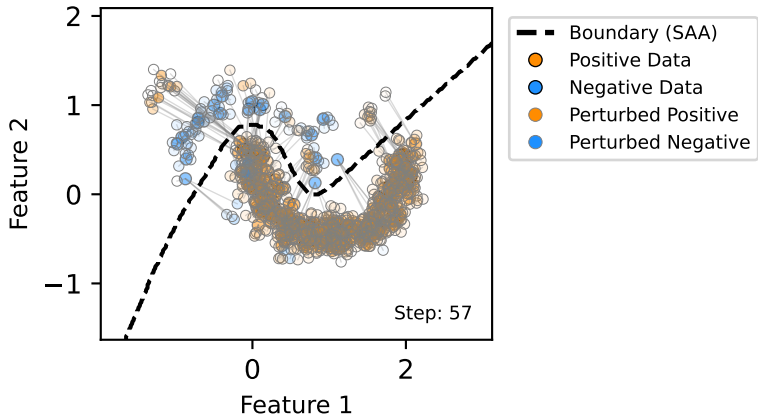 2
1
0
−1
0
2
Feature 2
Feature 1
Step: 57
Boundary (SAA)
Positive Data
Negative Data
Perturbed Positive
Perturbed Negative